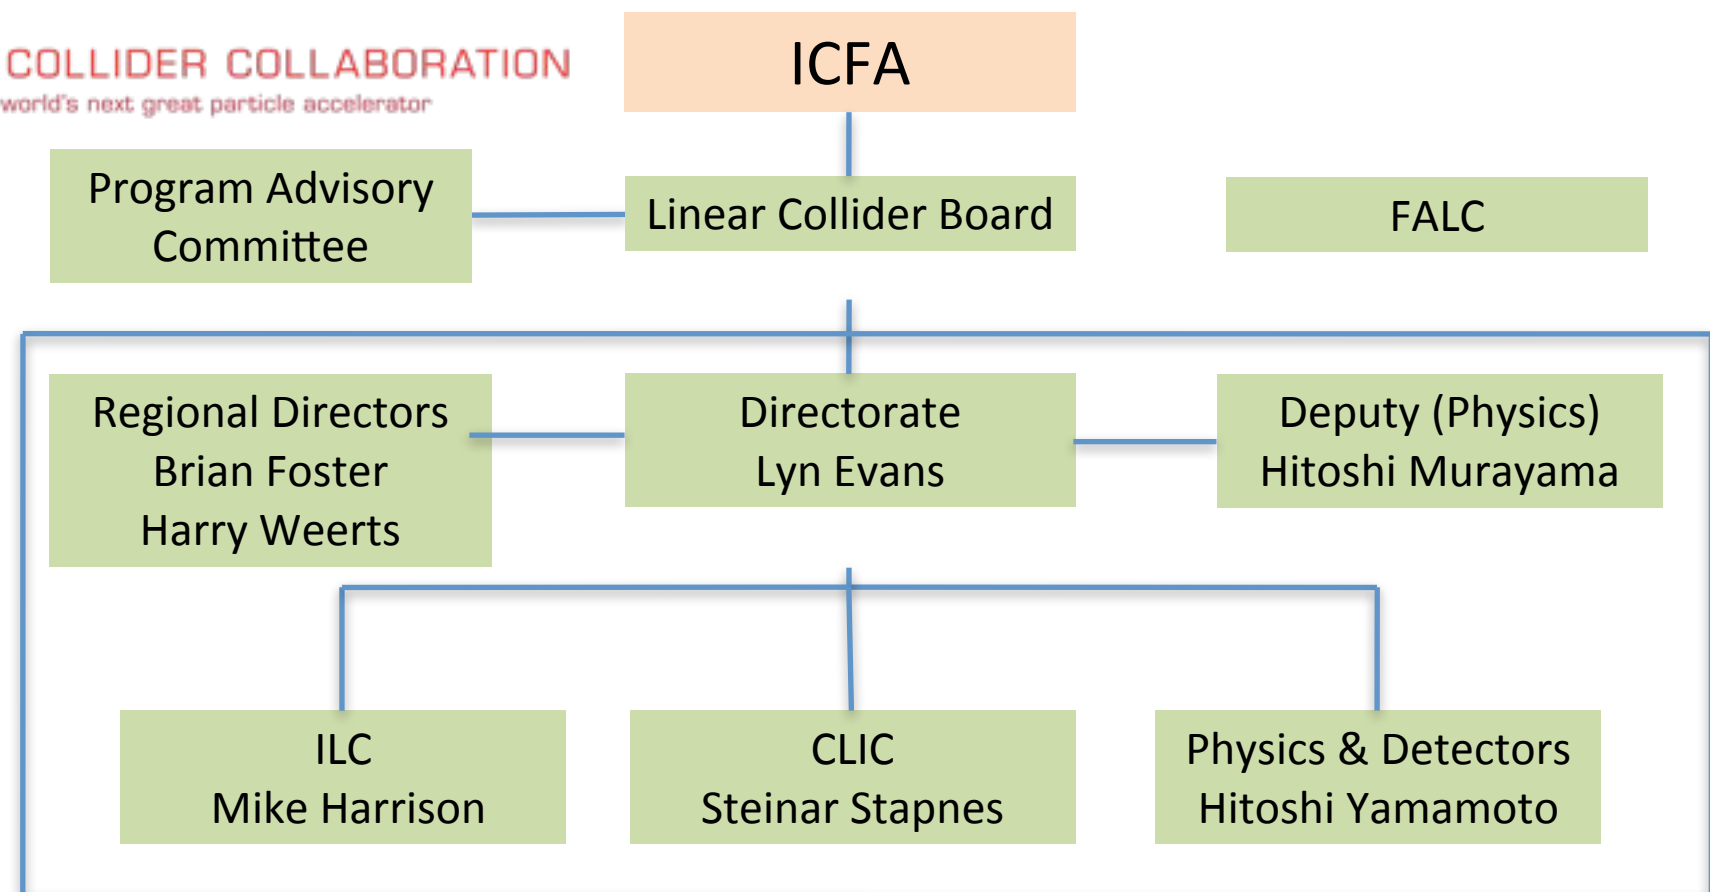 COLLIDER COLLABORATION
world's next great particle accelerator
ICFA
Program Advisory
Committee
Linear Collider Board
FALC
Regional Directors
Brian Foster
Harry Weerts
Directorate
Lyn Evans
Deputy (Physics)
Hitoshi Murayama
ILC
Mike Harrison
CLIC
Steinar Stapnes
Physics & Detectors
Hitoshi Yamamoto